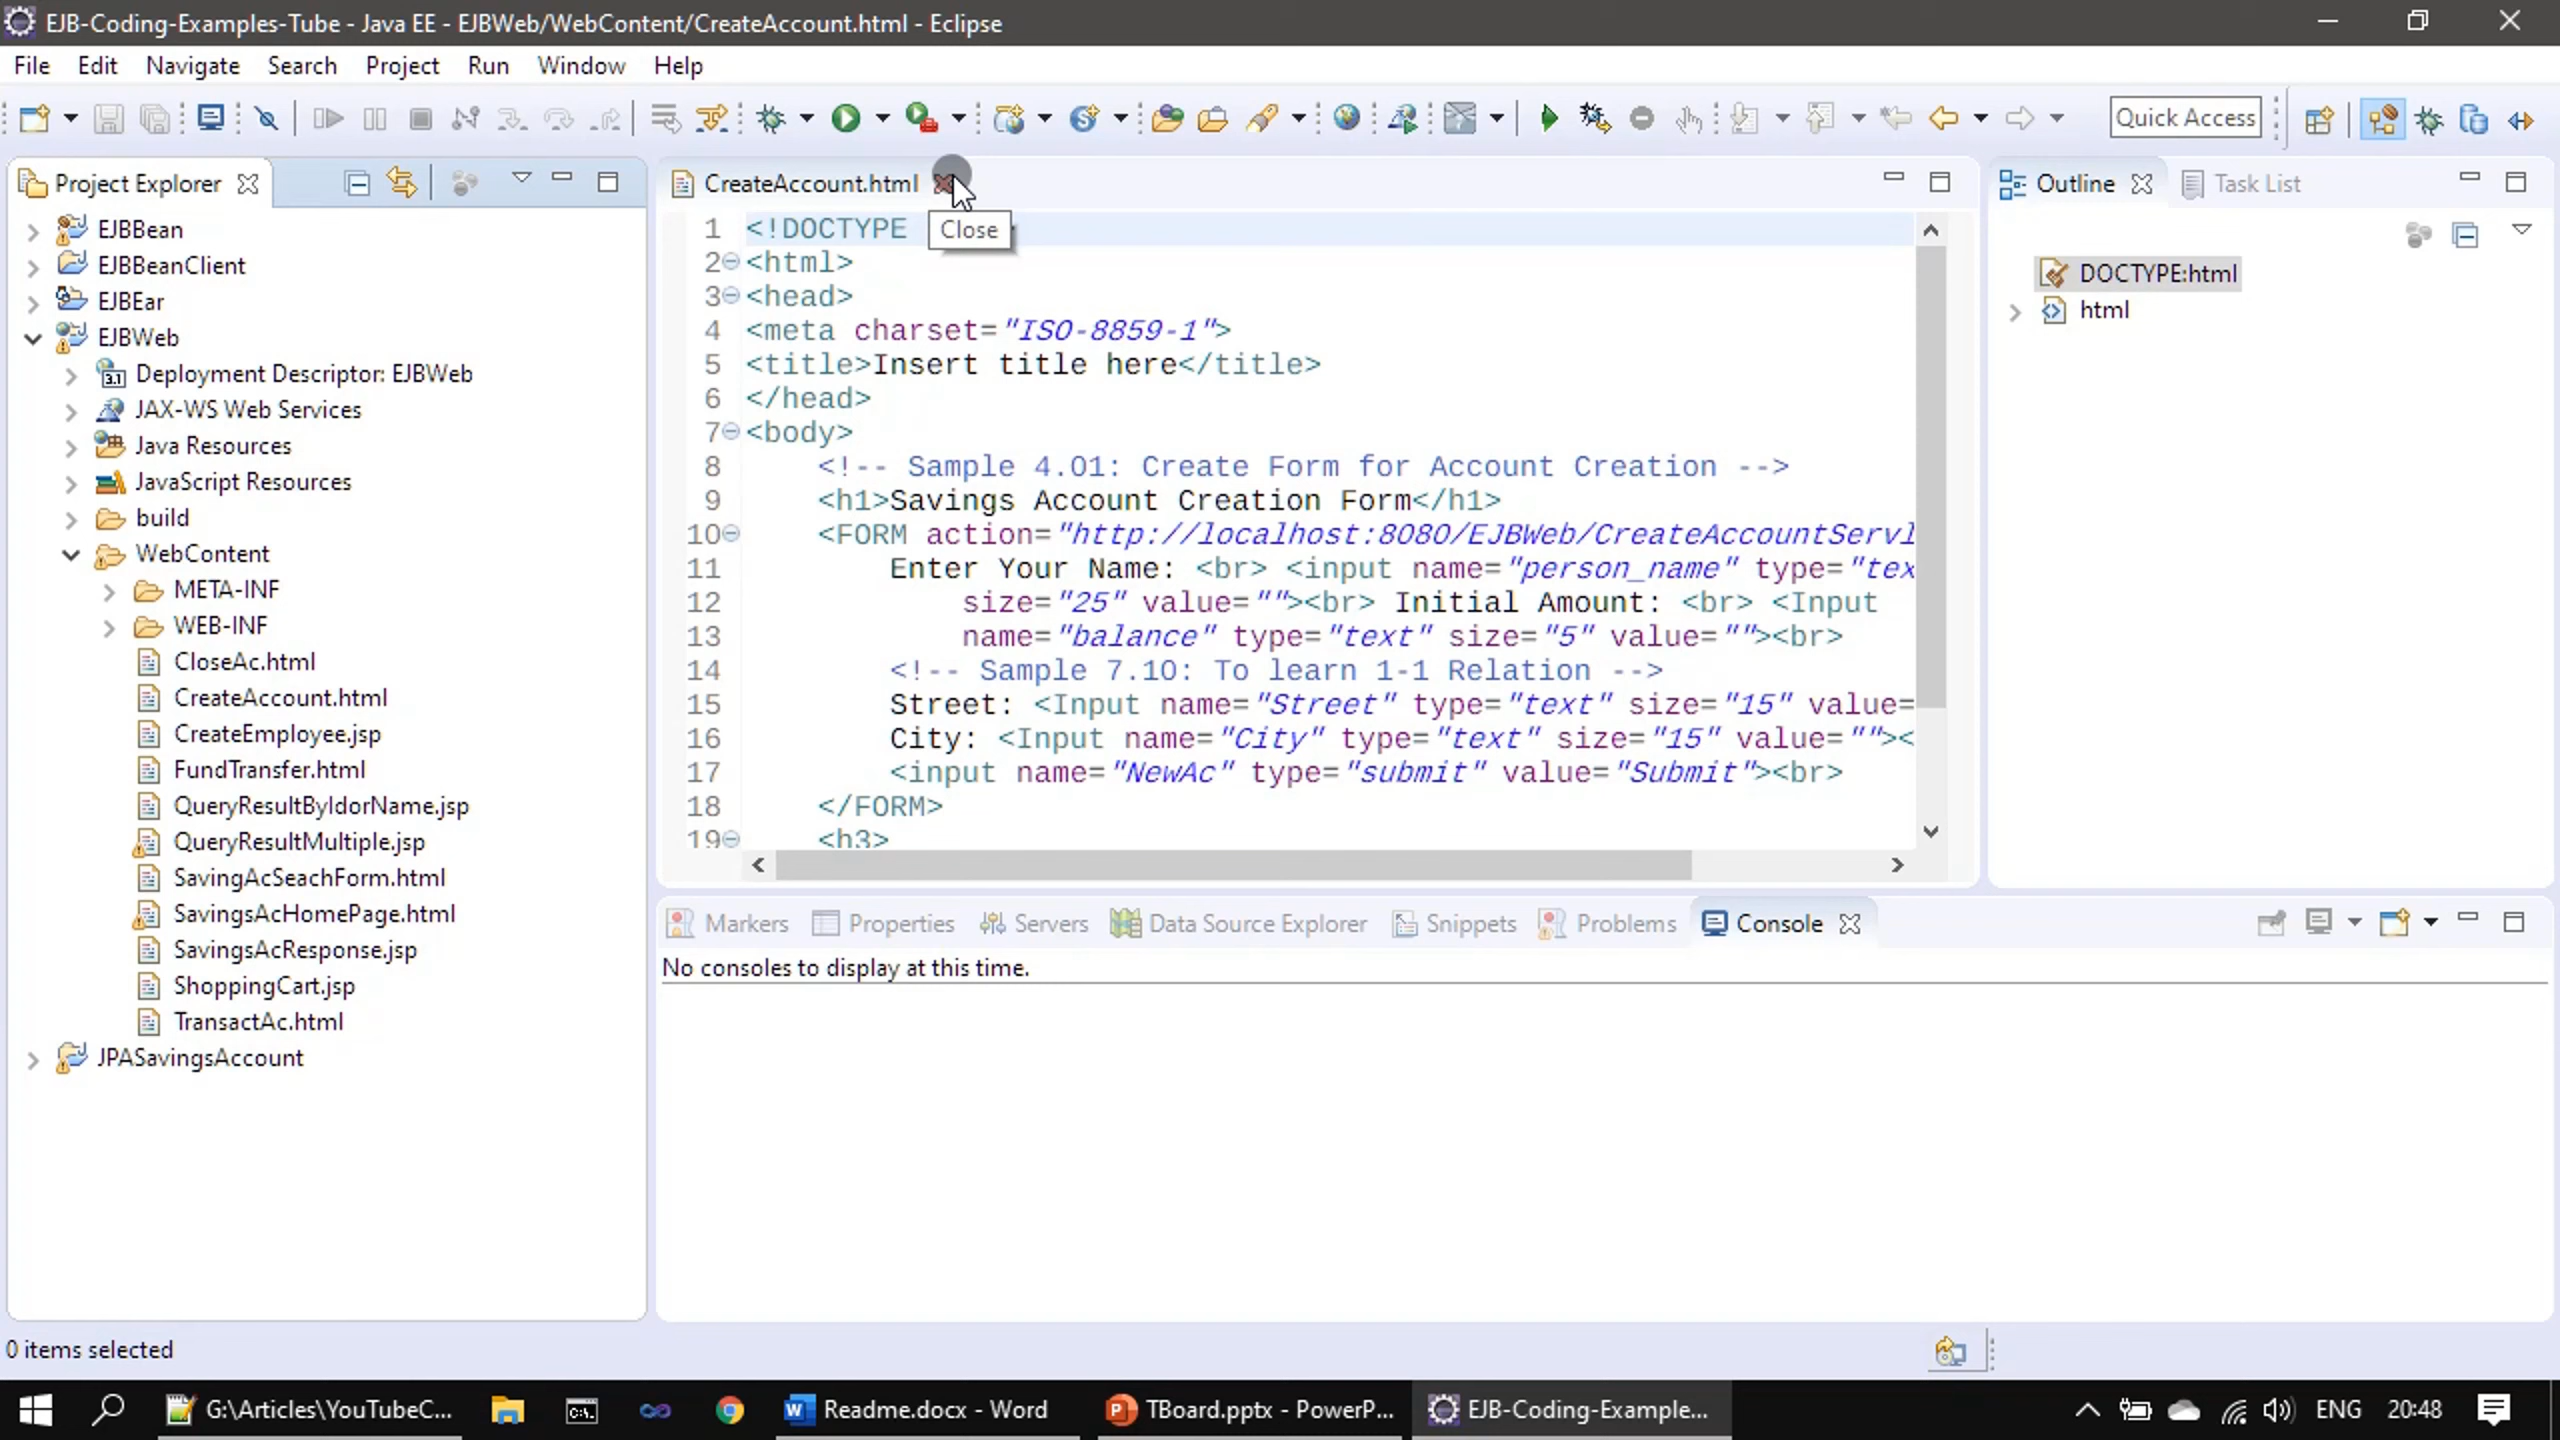 EJB-Coding-Examples-Tube - Java EE - EJBWeb/WebContent/CreateAccount.html - Eclipse
File Edit Navigate Search Project Run Window Help
Quick Access
Project Explorer
EJBBean
EJBBeanClient
EJBEar
EJBWeb
3.1 Deployment Descriptor: EJBWeb
JAX-WS Web Services
Java Resources
JavaScript Resources
build
WebContent
META-INF
WEB-INF
CloseAc.html
CreateAccount.html
CreateEmployee.jsp
FundTransfer.html
QueryResultByIdorName.jsp
QueryResultMultiple.jsp
SavingAcSeachForm.html
SavingsAcHomePage.html
SavingsAcResponse.jsp
ShoppingCart.jsp
TransactAc.html
JPASavingsAccount
CreateAccount.html
Close
1 <!DOCTYPE
2 <html>
3 <head>
4 <meta charset="ISO-8859-1">
5 <title>Insert title here</title>
6 </head>
7 <body>
8 <!-- Sample 4.01: Create Form for Account Creation -->
9 <h1>Savings Account Creation Form</h1>
10 <FORM action="http://localhost:8080/EJBWeb/CreateAccountServl
11 Enter Your Name: <br> <input name="person_name" type="tex
12 size="25" value=""><br> Initial Amount: <br> <Input
13 name="balance" type="text" size="5" value=""><br>
14 <!-- Sample 7.10: To learn 1-1 Relation -->
15 Street: <Input name="Street" type="text" size="15" value=
16 City: <Input name="City" type="text" size="15" value=""><
17 <input name="NewAc" type="submit" value="Submit"><br>
18 </FORM>
19 <h3>
Outline Task List
DOCTYPE:html
html
Markers Properties Servers Data Source Explorer Snippets Problems Console
No consoles to display at this time.
0 items selected
G:\Articles\YouTubeC... Readme.docx - Word TBoard.pptx - PowerP... EJB-Coding-Example... ENG 20:48